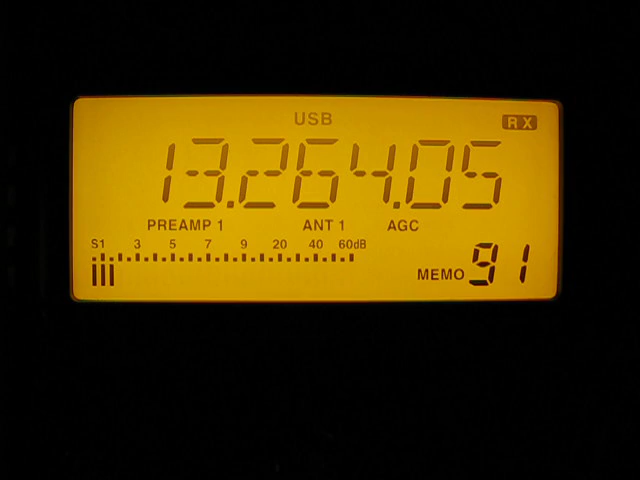 USB RX
13.264.05
PREAMP 1 ANT 1 AGC
S1 3 5 7 9 20 40 60dB
MEMO 91